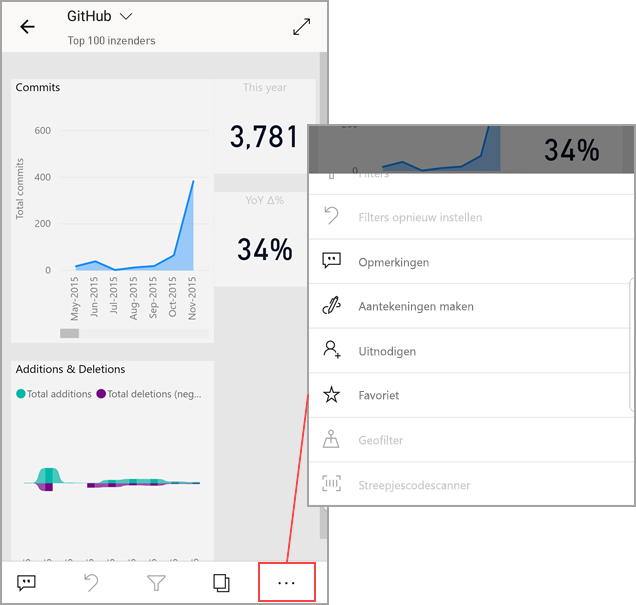 GitHub
Top 100 inzenders
Commits
This year
3,781
YoY Δ%
34%
Total commits
600
400
200
0
May-2015
Jun-2015
Jul-2015
Aug-2015
Sep-2015
Oct-2015
Nov-2015
Additions & Deletions
Total additions
Total deletions (neg...
34%
0
Filters
Filters opnieuw instellen
Opmerkingen
Aantekeningen maken
Uitnodigen
Favoriet
Geofilter
Streepjescodescanner